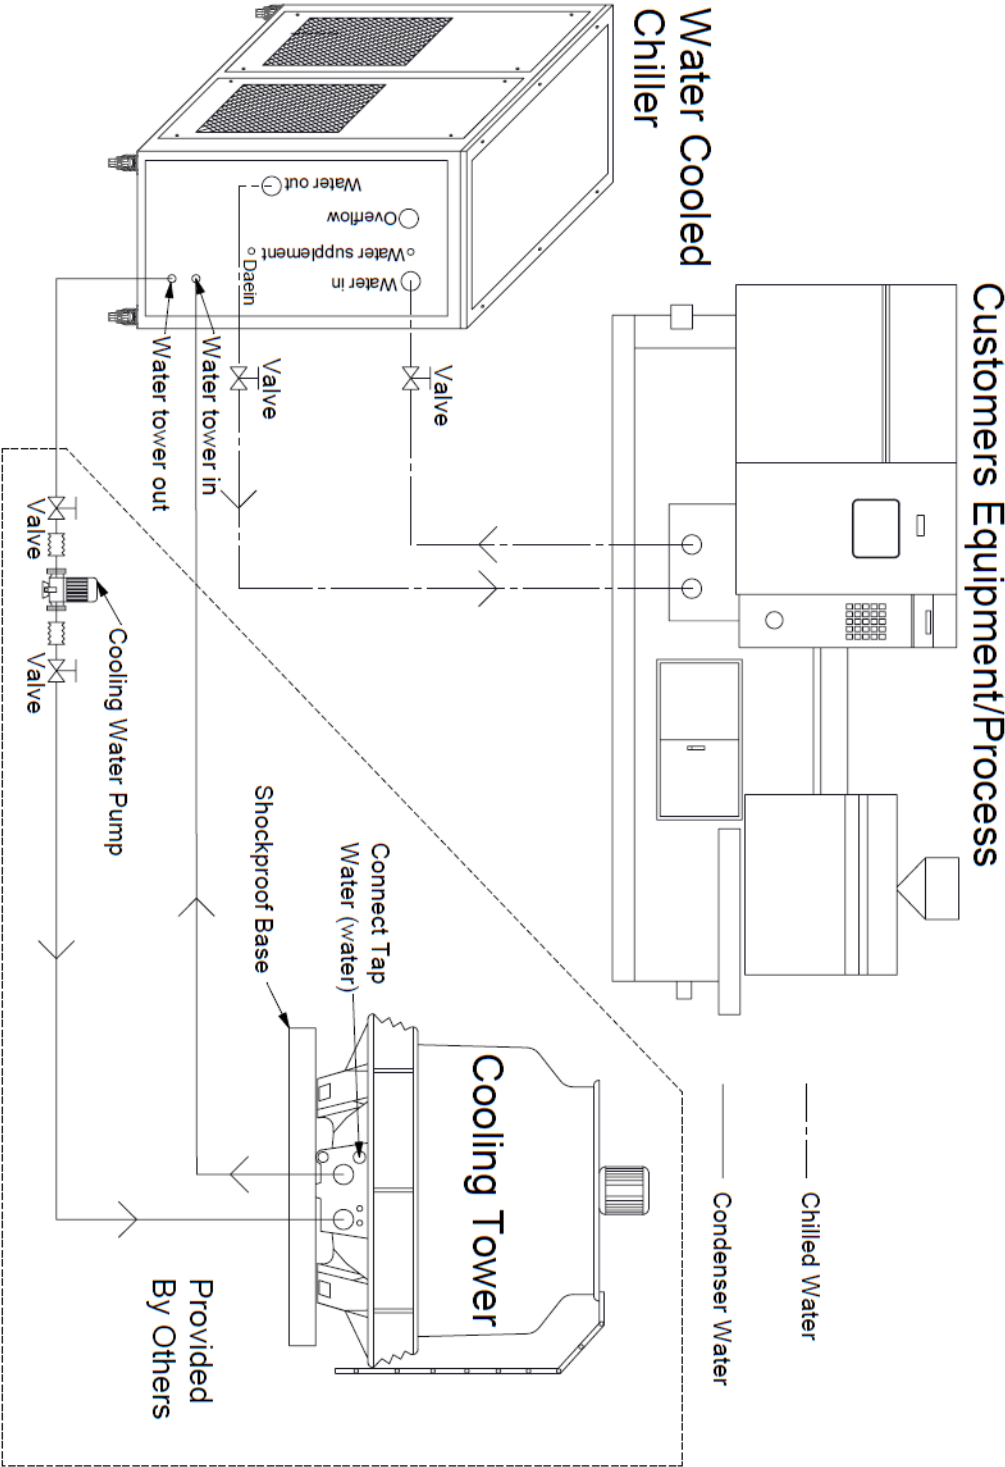 Water Cooled
Chiller
Customers Equipment/Process
Water out
Overflow
Water supplement
Water in
Daein
Valve
Valve
Water tower in
Water tower out
Valve
Valve
Cooling Water Pump
Shockproof Base
Connect Tap
Water (water)
Cooling Tower
Chilled Water
Condenser Water
Provided
By Others